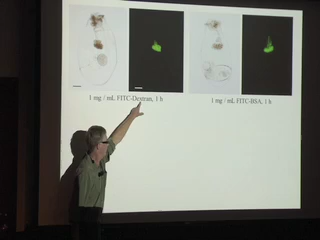 1 mg / mL FITC-Dextran, 1 h
1 mg / mL FITC-BSA, 1 h